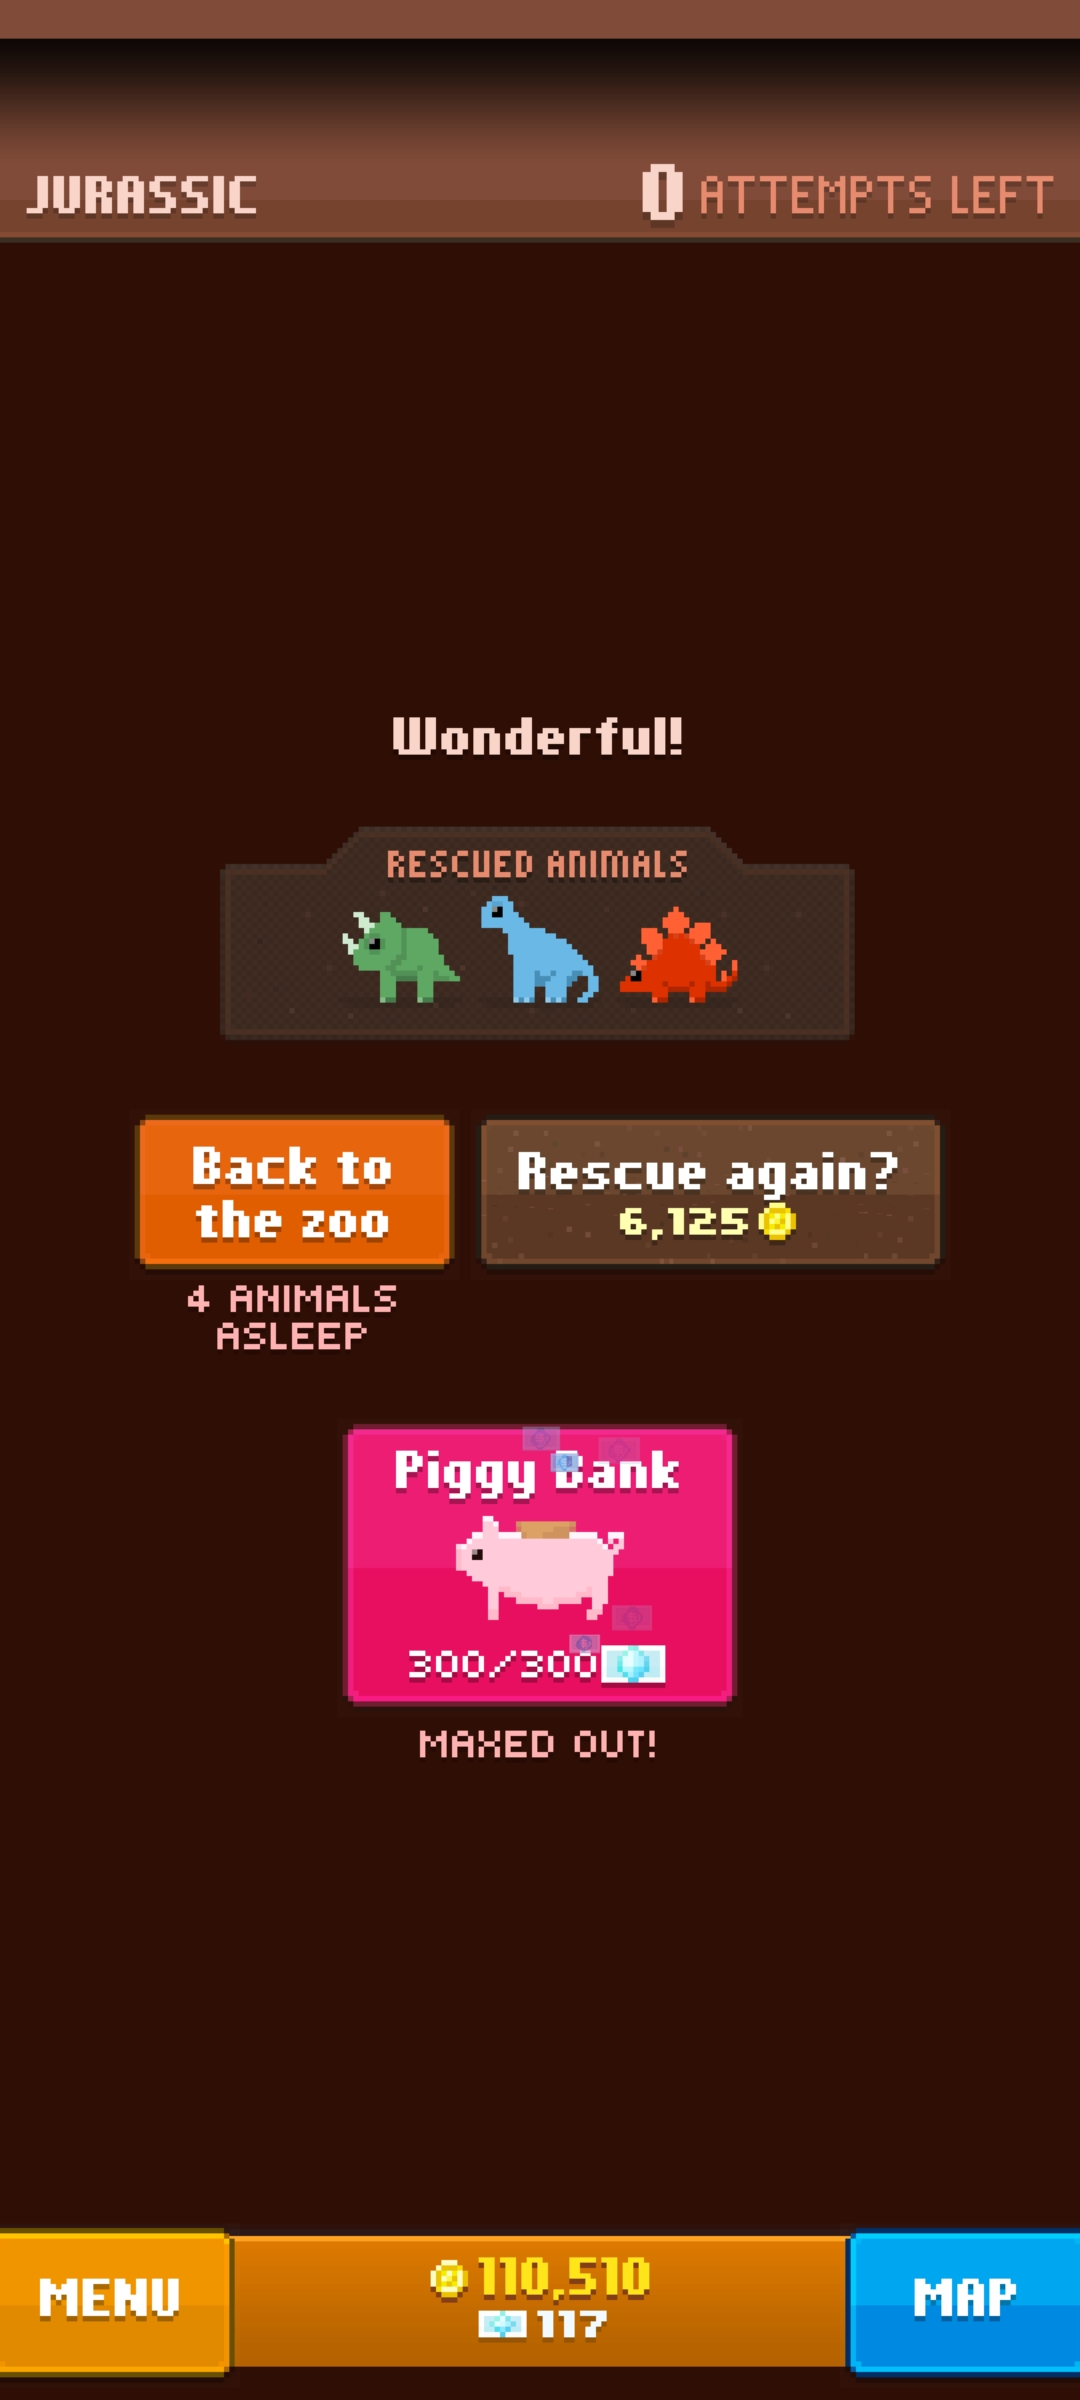 JURASSIC
0 ATTEMPTS LEFT
Wonderful!
RESCUED ANIMALS
Back to
the zoo
Rescue again?
6,125
4 ANIMALS
ASLEEP
Piggy Bank
300/300
MAXED OUT!
MENU
110,510
117
MAP